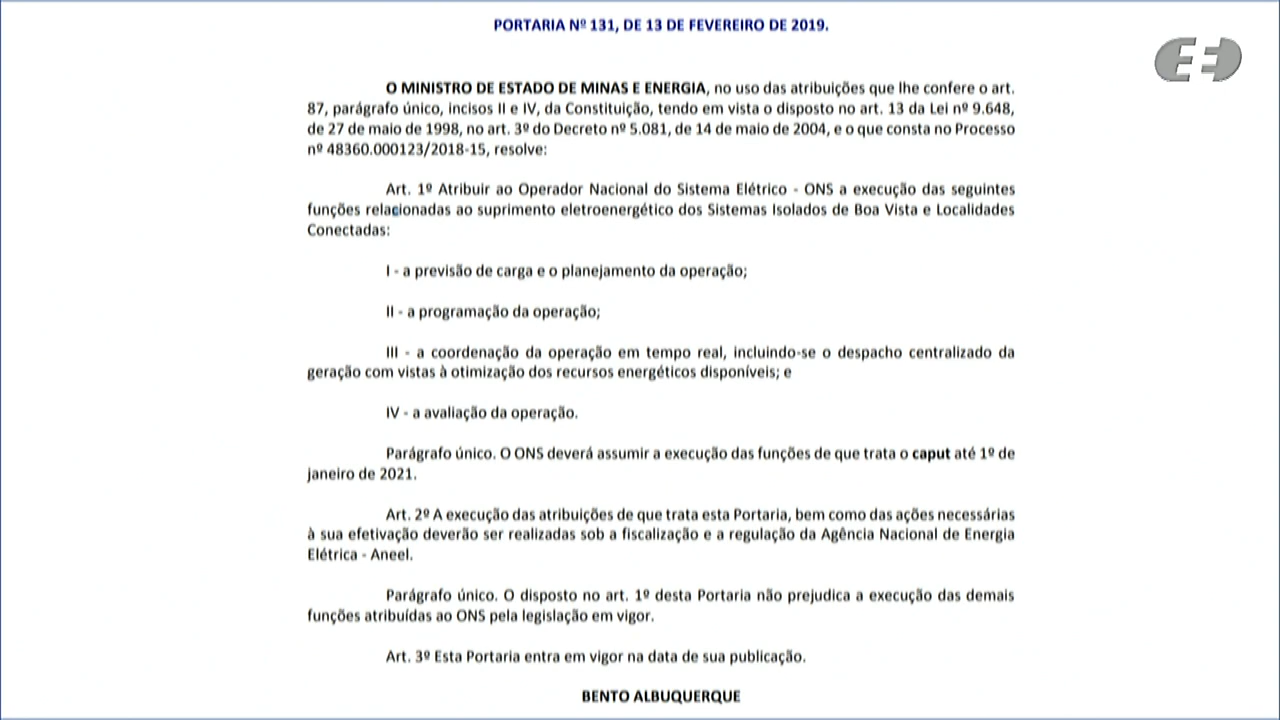 PORTARIA Nº 131, DE 13 DE FEVEREIRO DE 2019.
O MINISTRO DE ESTADO DE MINAS E ENERGIA, no uso das atribuições que lhe confere o art.
87, parágrafo único, incisos II e IV, da Constituição, tendo em vista o disposto no art. 13 da Lei nº 9.648,
de 27 de maio de 1998, no art. 3º do Decreto nº 5.081, de 14 de maio de 2004, e o que consta no Processo
nº 48360.000123/2018-15, resolve:
Art. 1º Atribuir ao Operador Nacional do Sistema Elétrico - ONS a execução das seguintes
funções relacionadas ao suprimento eletroenergético dos Sistemas Isolados de Boa Vista e Localidades
Conectadas:
I - a previsão de carga e o planejamento da operação;
II - a programação da operação;
III - a coordenação da operação em tempo real, incluindo-se o despacho centralizado da
geração com vistas à otimização dos recursos energéticos disponíveis; e
IV - a avaliação da operação.
Parágrafo único. O ONS deverá assumir a execução das funções de que trata o caput até 1º de
janeiro de 2021.
Art. 2º A execução das atribuições de que trata esta Portaria, bem como das ações necessárias
à sua efetivação deverão ser realizadas sob a fiscalização e a regulação da Agência Nacional de Energia
Elétrica - Aneel.
Parágrafo único. O disposto no art. 1º desta Portaria não prejudica a execução das demais
funções atribuídas ao ONS pela legislação em vigor.
Art. 3º Esta Portaria entra em vigor na data de sua publicação.
BENTO ALBUQUERQUE